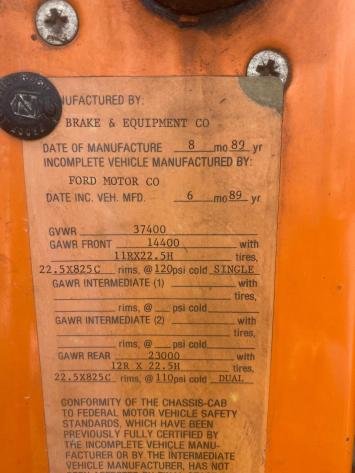 NUFACTURED BY:
BRAKE & EQUIPMENT CO
DATE OF MANUFACTURE 8 mo 89 yr
INCOMPLETE VEHICLE MANUFACTURED BY:
FORD MOTOR CO
DATE INC. VEH. MFD. 6 mo 89 yr
GVWR 37400
GAWR FRONT 14400 with
11RX22.5H tires,
22.5X825C rims, @ 120 psi cold SINGLE
GAWR INTERMEDIATE (1) with
tires,
rims, @ psi cold
GAWR INTERMEDIATE (2) with
tires,
rims, @ psi cold
GAWR REAR 23000 with
12R X 22.5H tires,
22.5X825C rims, @ 110 psi cold DUAL
CONFORMITY OF THE CHASSIS-CAB
TO FEDERAL MOTOR VEHICLE SAFETY
STANDARDS, WHICH HAVE BEEN
PREVIOUSLY FULLY CERTIFIED BY
THE INCOMPLETE VEHICLE MANU-
FACTURER OR BY THE INTERMEDIATE
VEHICLE MANUFACTURER, HAS NOT